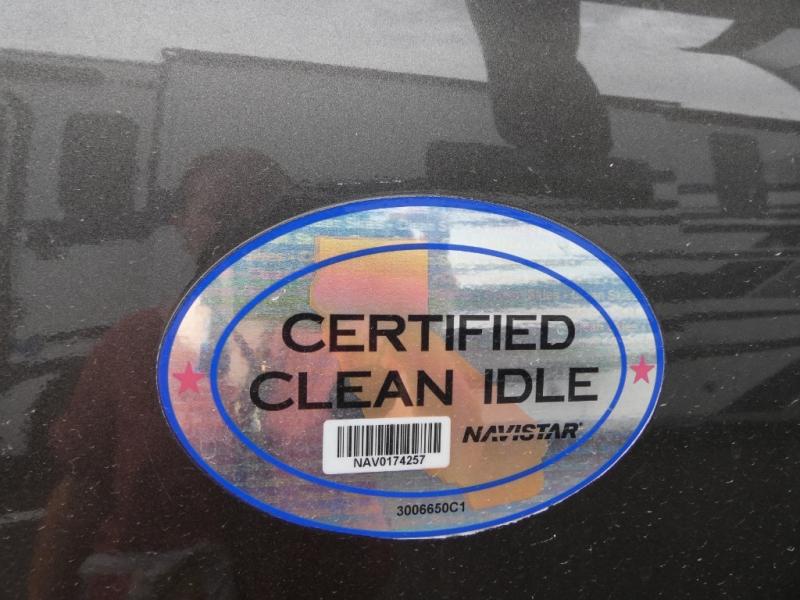 CERTIFIED
CLEAN IDLE
NAVISTAR
NAV0174257
3006650C1